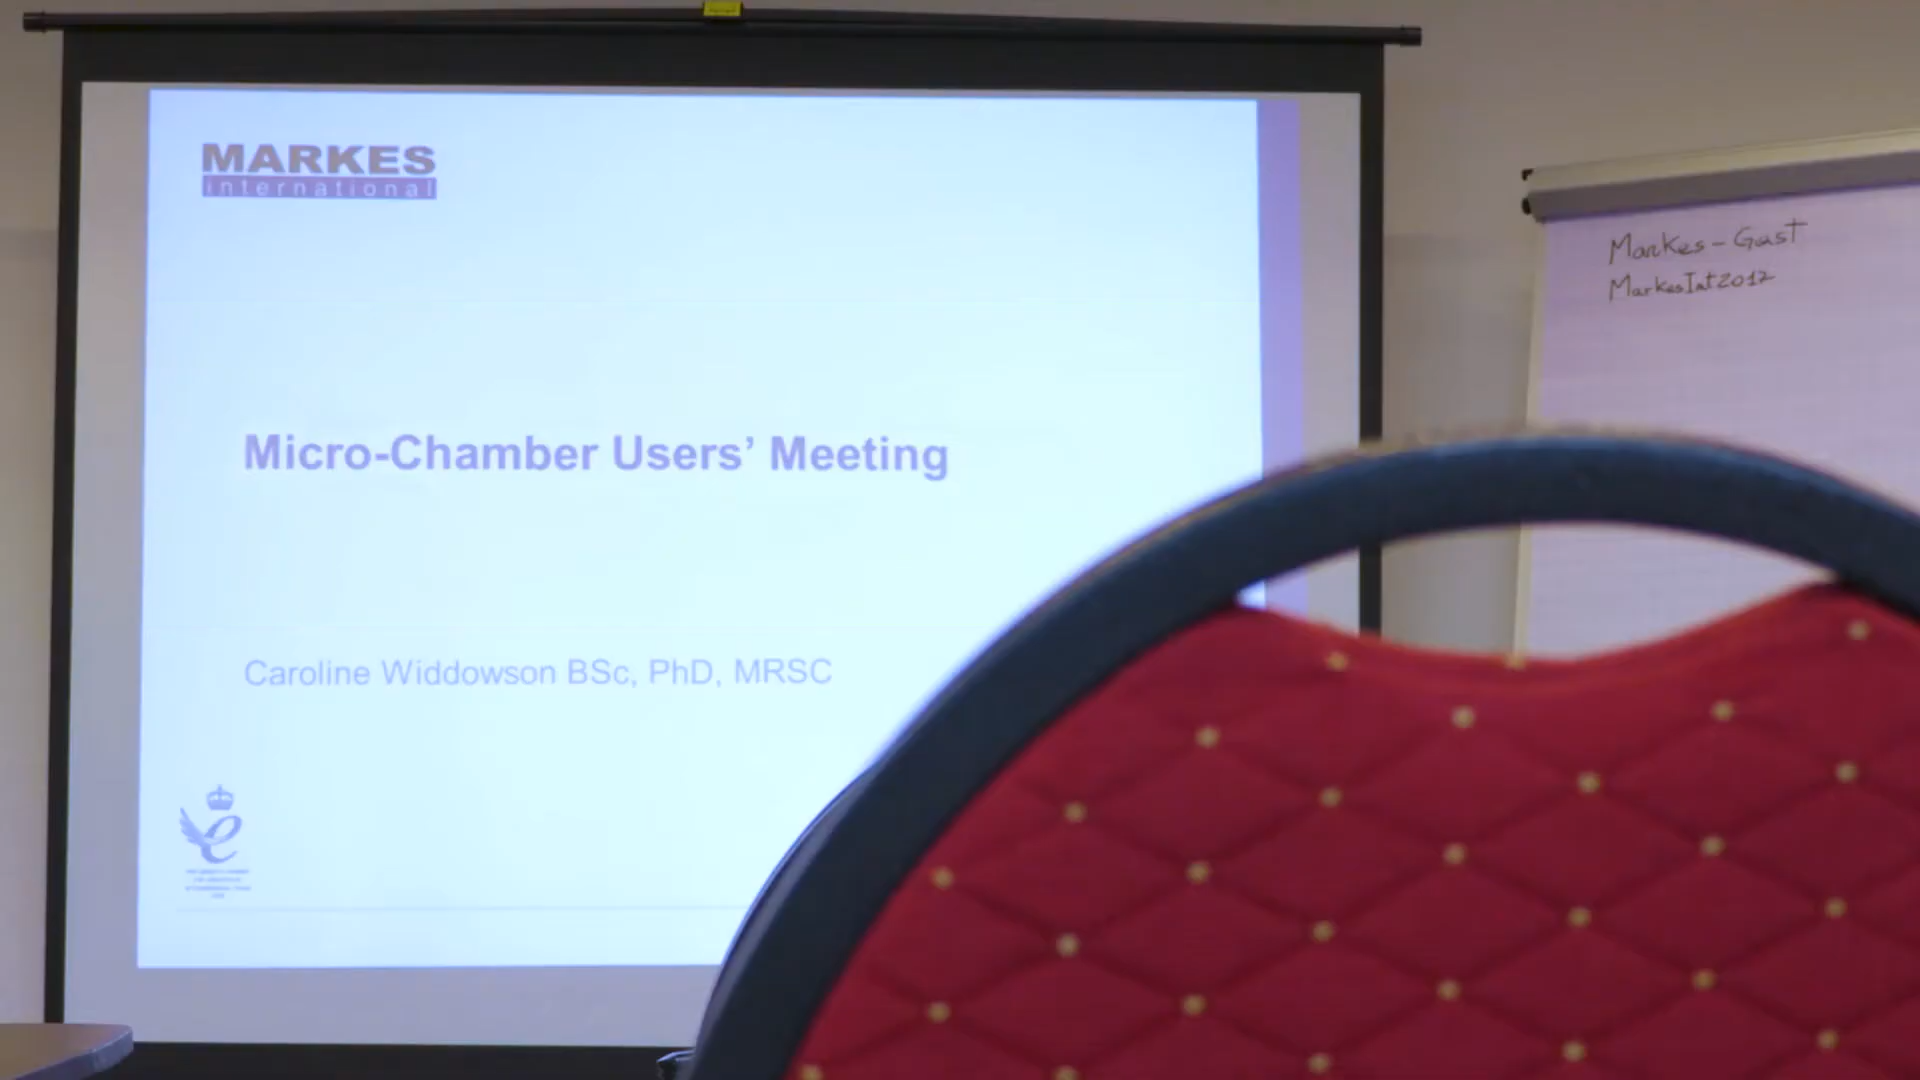 MARKES
international
Micro-Chamber Users' Meeting
Caroline Widdowson BSc, PhD, MRSC
Markes-Gast
MarkesInt2012